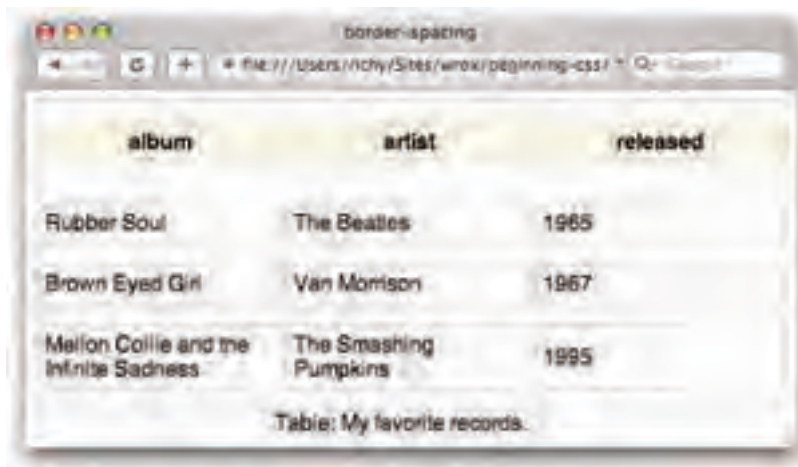 border-spacing
file:///Users/richy/Sites/wrox/beginning-css/
album artist released
Rubber Soul The Beatles 1965
Brown Eyed Girl Van Morrison 1967
Mellon Collie and the The Smashing 1995
Infinite Sadness Pumpkins
Table: My favorite records.